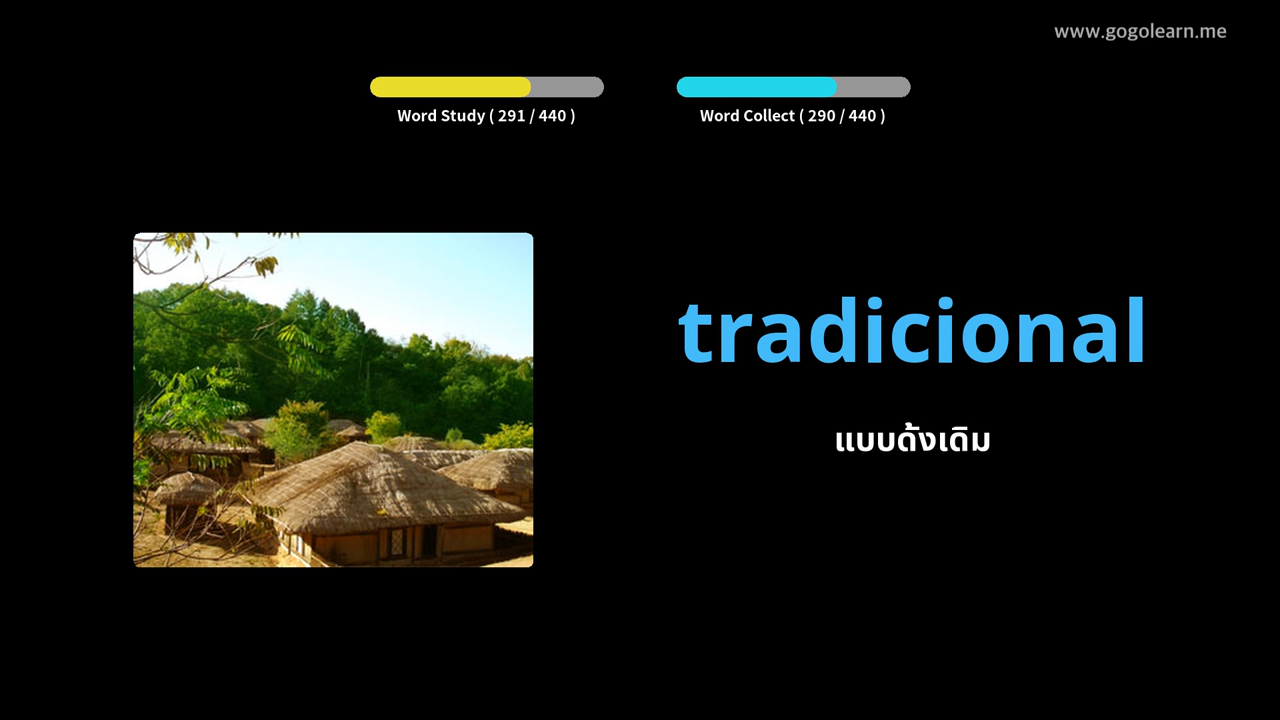 www.gogolearn.me
Word Study ( 291 / 440 )
Word Collect ( 290 / 440 )
tradicional
แบบดั้งเดิม